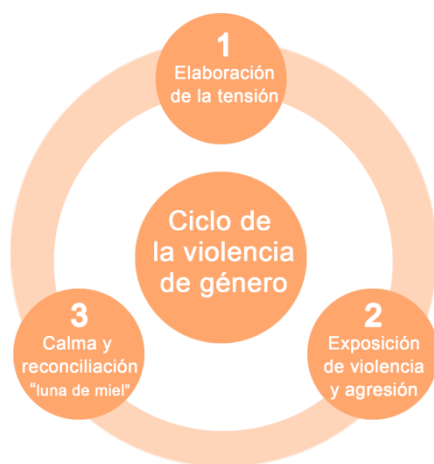 1
Elaboración
de la tensión
Ciclo de
la violencia
de género
2
Exposición
de violencia
y agresión
3
Calma y
reconciliación
"luna de miel"